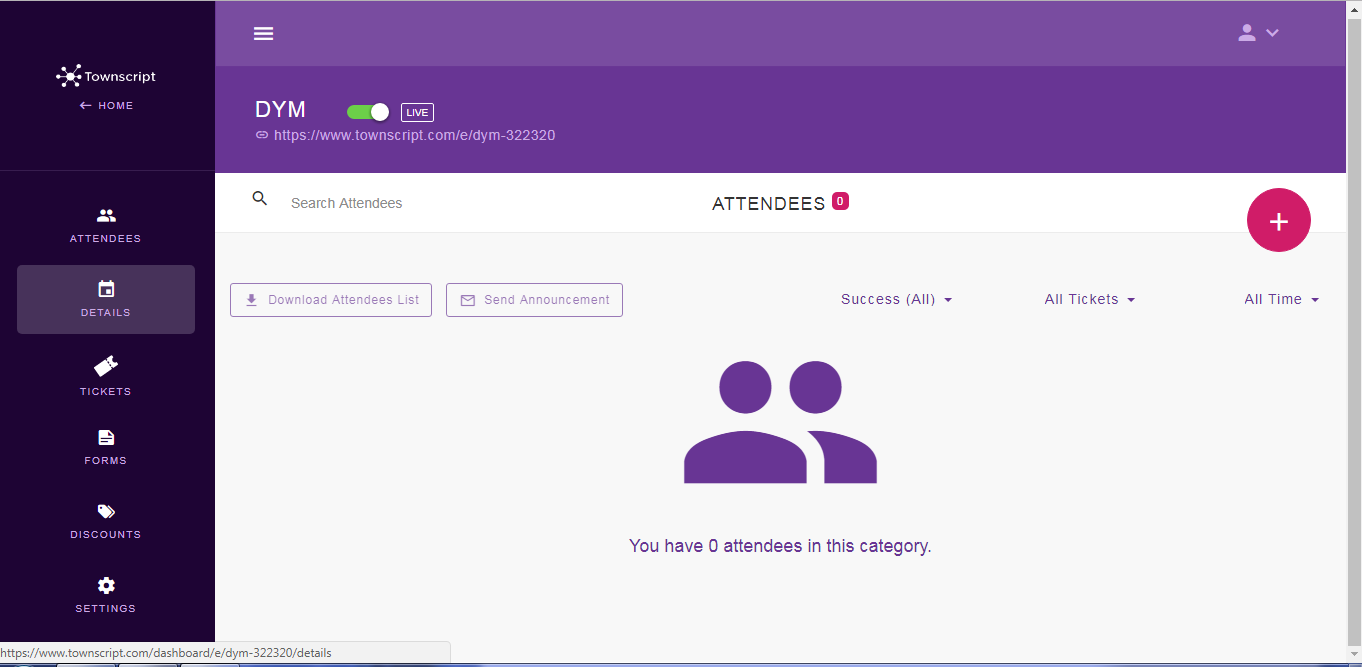 Townscript
HOME
ATTENDEES
DETAILS
TICKETS
FORMS
DISCOUNTS
SETTINGS
DYM
LIVE
https://www.townscript.com/e/dym-322320
Search Attendees
ATTENDEES 0
+
Download Attendees List
Send Announcement
Success (All)
All Tickets
All Time
You have 0 attendees in this category.
https://www.townscript.com/dashboard/e/dym-322320/details